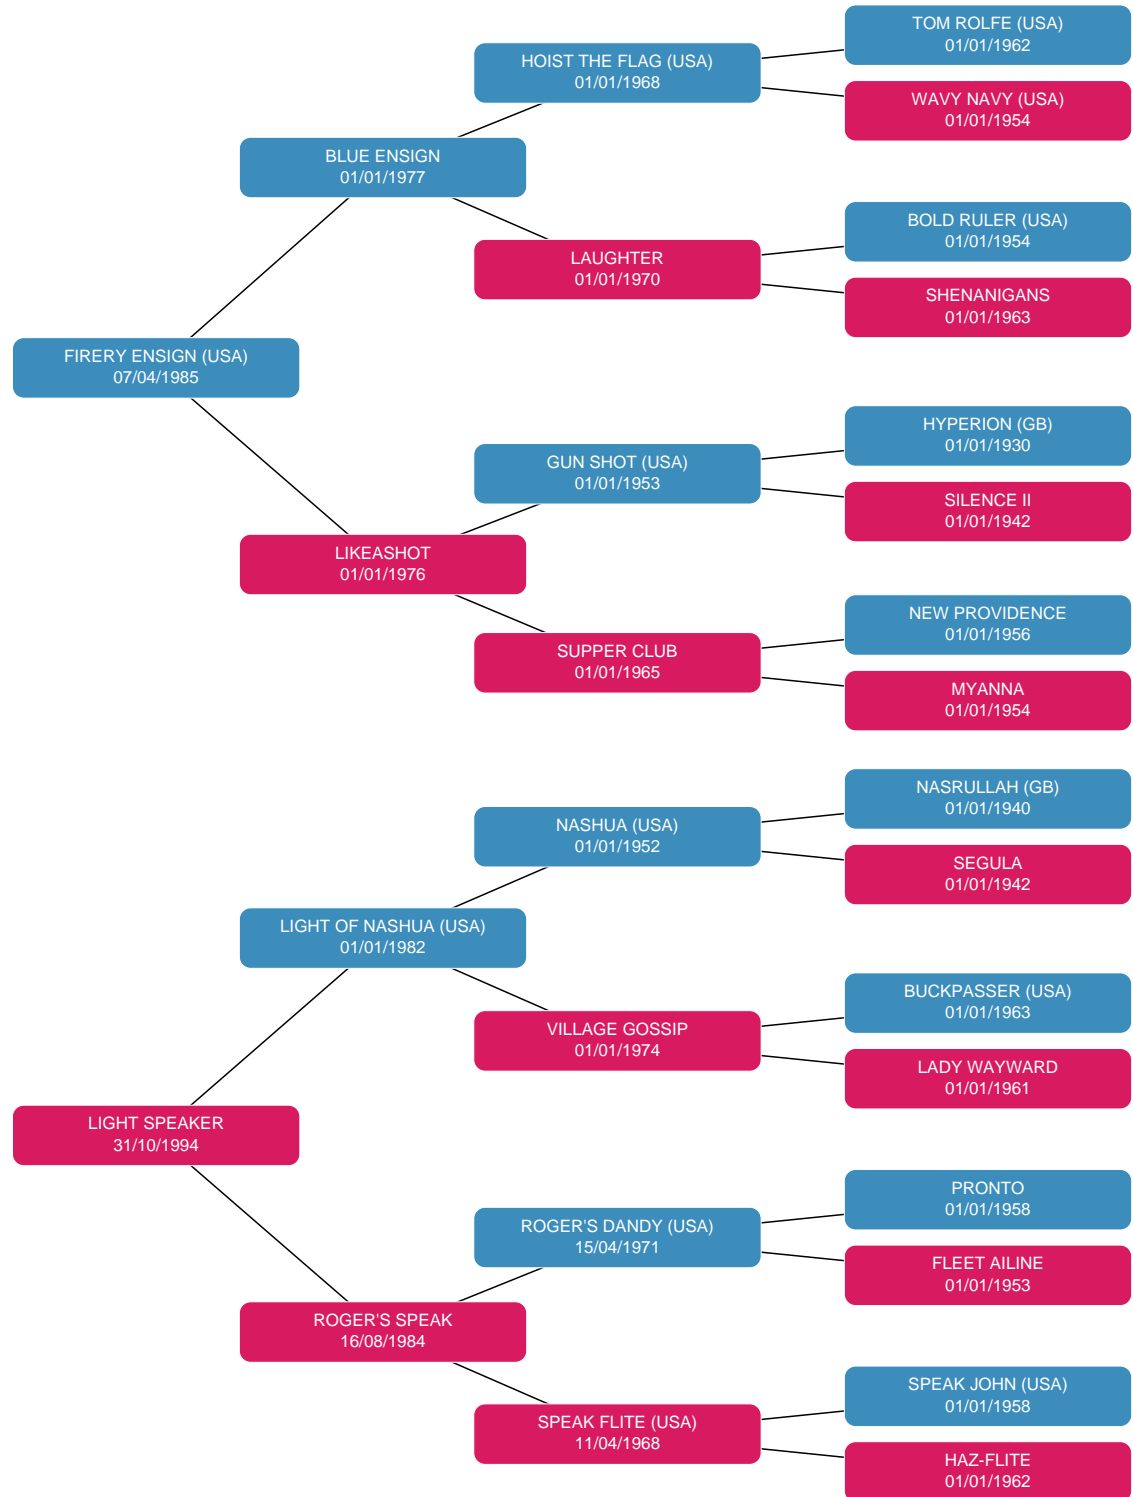 TOM ROLFE (USA)
01/01/1962
HOIST THE FLAG (USA)
01/01/1968
WAVY NAVY (USA)
01/01/1954
BLUE ENSIGN
01/01/1977
BOLD RULER (USA)
01/01/1954
LAUGHTER
01/01/1970
SHENANIGANS
01/01/1963
FIRERY ENSIGN (USA)
07/04/1985
HYPERION (GB)
01/01/1930
GUN SHOT (USA)
01/01/1953
SILENCE II
01/01/1942
LIKEASHOT
01/01/1976
NEW PROVIDENCE
01/01/1956
SUPPER CLUB
01/01/1965
MYANNA
01/01/1954
NASRULLAH (GB)
01/01/1940
NASHUA (USA)
01/01/1952
SEGULA
01/01/1942
LIGHT OF NASHUA (USA)
01/01/1982
BUCKPASSER (USA)
01/01/1963
VILLAGE GOSSIP
01/01/1974
LADY WAYWARD
01/01/1961
LIGHT SPEAKER
31/10/1994
PRONTO
01/01/1958
ROGER'S DANDY (USA)
15/04/1971
FLEET AILINE
01/01/1953
ROGER'S SPEAK
16/08/1984
SPEAK JOHN (USA)
01/01/1958
SPEAK FLITE (USA)
11/04/1968
HAZ-FLITE
01/01/1962